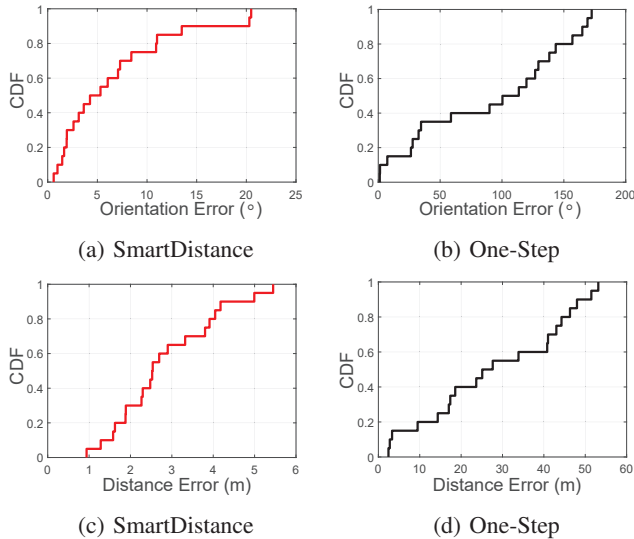 1
0.8
0.6
0.4
0.2
0
CDF
0 5 10 15 20 25
Orientation Error (°)
(a) SmartDistance
1
0.8
0.6
0.4
0.2
0
CDF
0 50 100 150 200
Orientation Error (°)
(b) One-Step
1
0.8
0.6
0.4
0.2
0
CDF
0 1 2 3 4 5 6
Distance Error (m)
(c) SmartDistance
1
0.8
0.6
0.4
0.2
0
CDF
0 10 20 30 40 50 60
Distance Error (m)
(d) One-Step